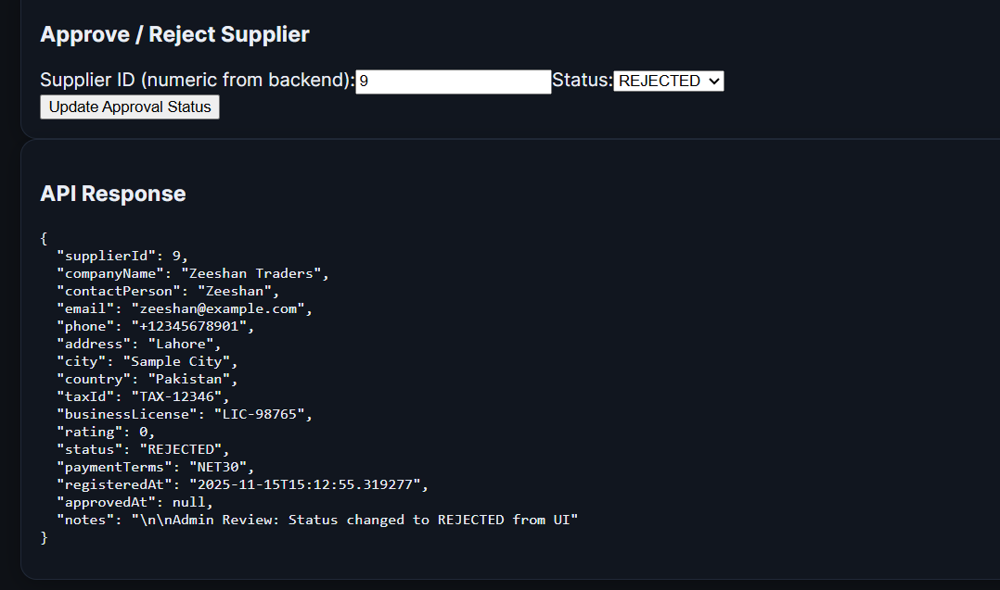 Approve / Reject Supplier
Supplier ID (numeric from backend): 9 Status: REJECTED
Update Approval Status
API Response
{
  "supplierId": 9,
  "companyName": "Zeeshan Traders",
  "contactPerson": "Zeeshan",
  "email": "zeeshan@example.com",
  "phone": "+12345678901",
  "address": "Lahore",
  "city": "Sample City",
  "country": "Pakistan",
  "taxId": "TAX-12346",
  "businessLicense": "LIC-98765",
  "rating": 0,
  "status": "REJECTED",
  "paymentTerms": "NET30",
  "registeredAt": "2025-11-15T15:12:55.319277",
  "approvedAt": null,
  "notes": "\n\nAdmin Review: Status changed to REJECTED from UI"
}